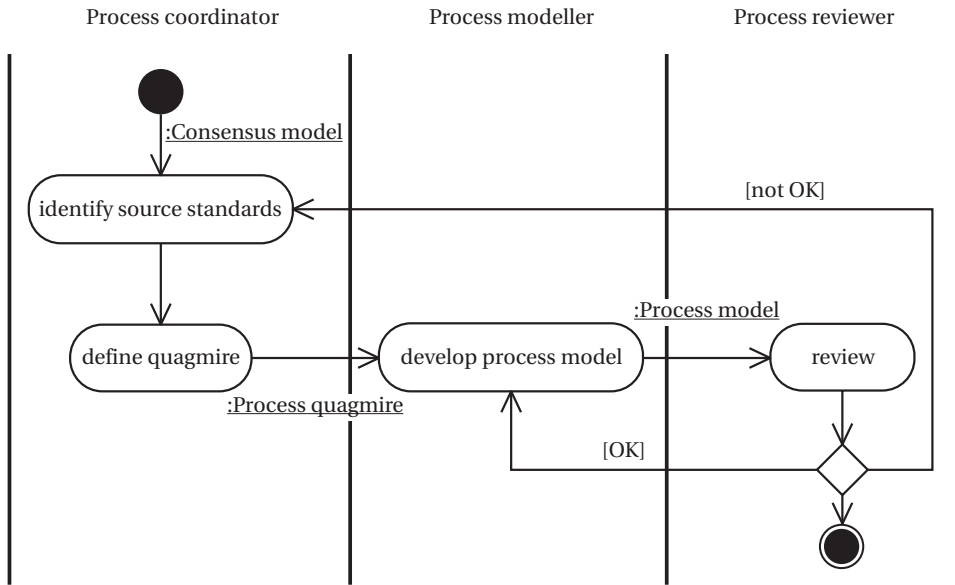 Process coordinator
Process modeller
Process reviewer
:Consensus model
[not OK]
identify source standards
:Process model
define quagmire
develop process model
review
:Process quagmire
[OK]